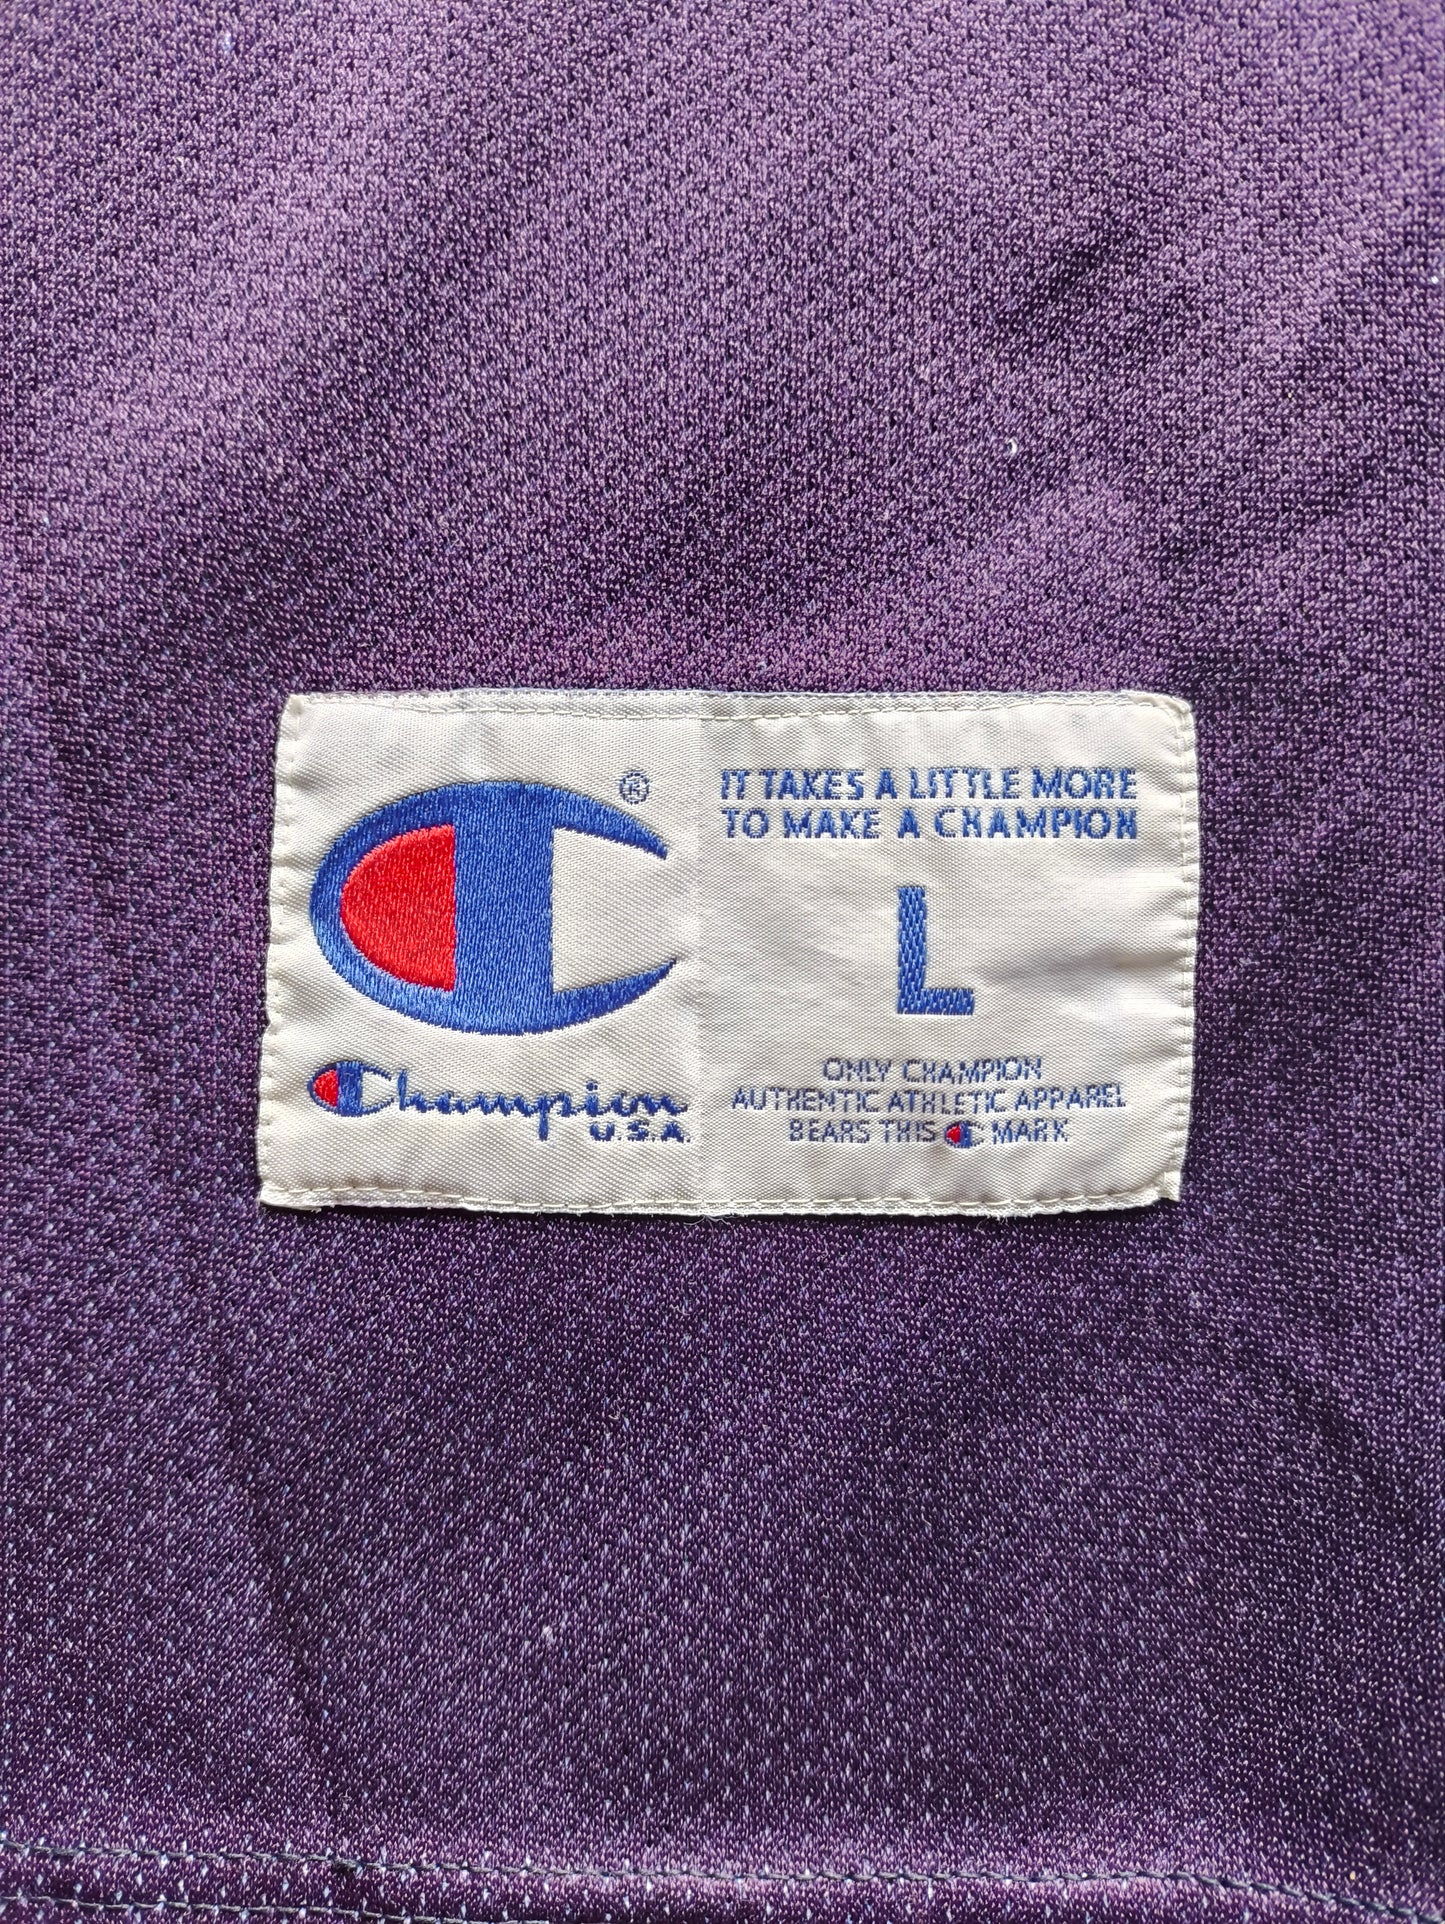 ®
Champion
U.S.A.
IT TAKES A LITTLE MORE
TO MAKE A CHAMPION
L
ONLY CHAMPION
AUTHENTIC ATHLETIC APPAREL
BEARS THIS C MARK